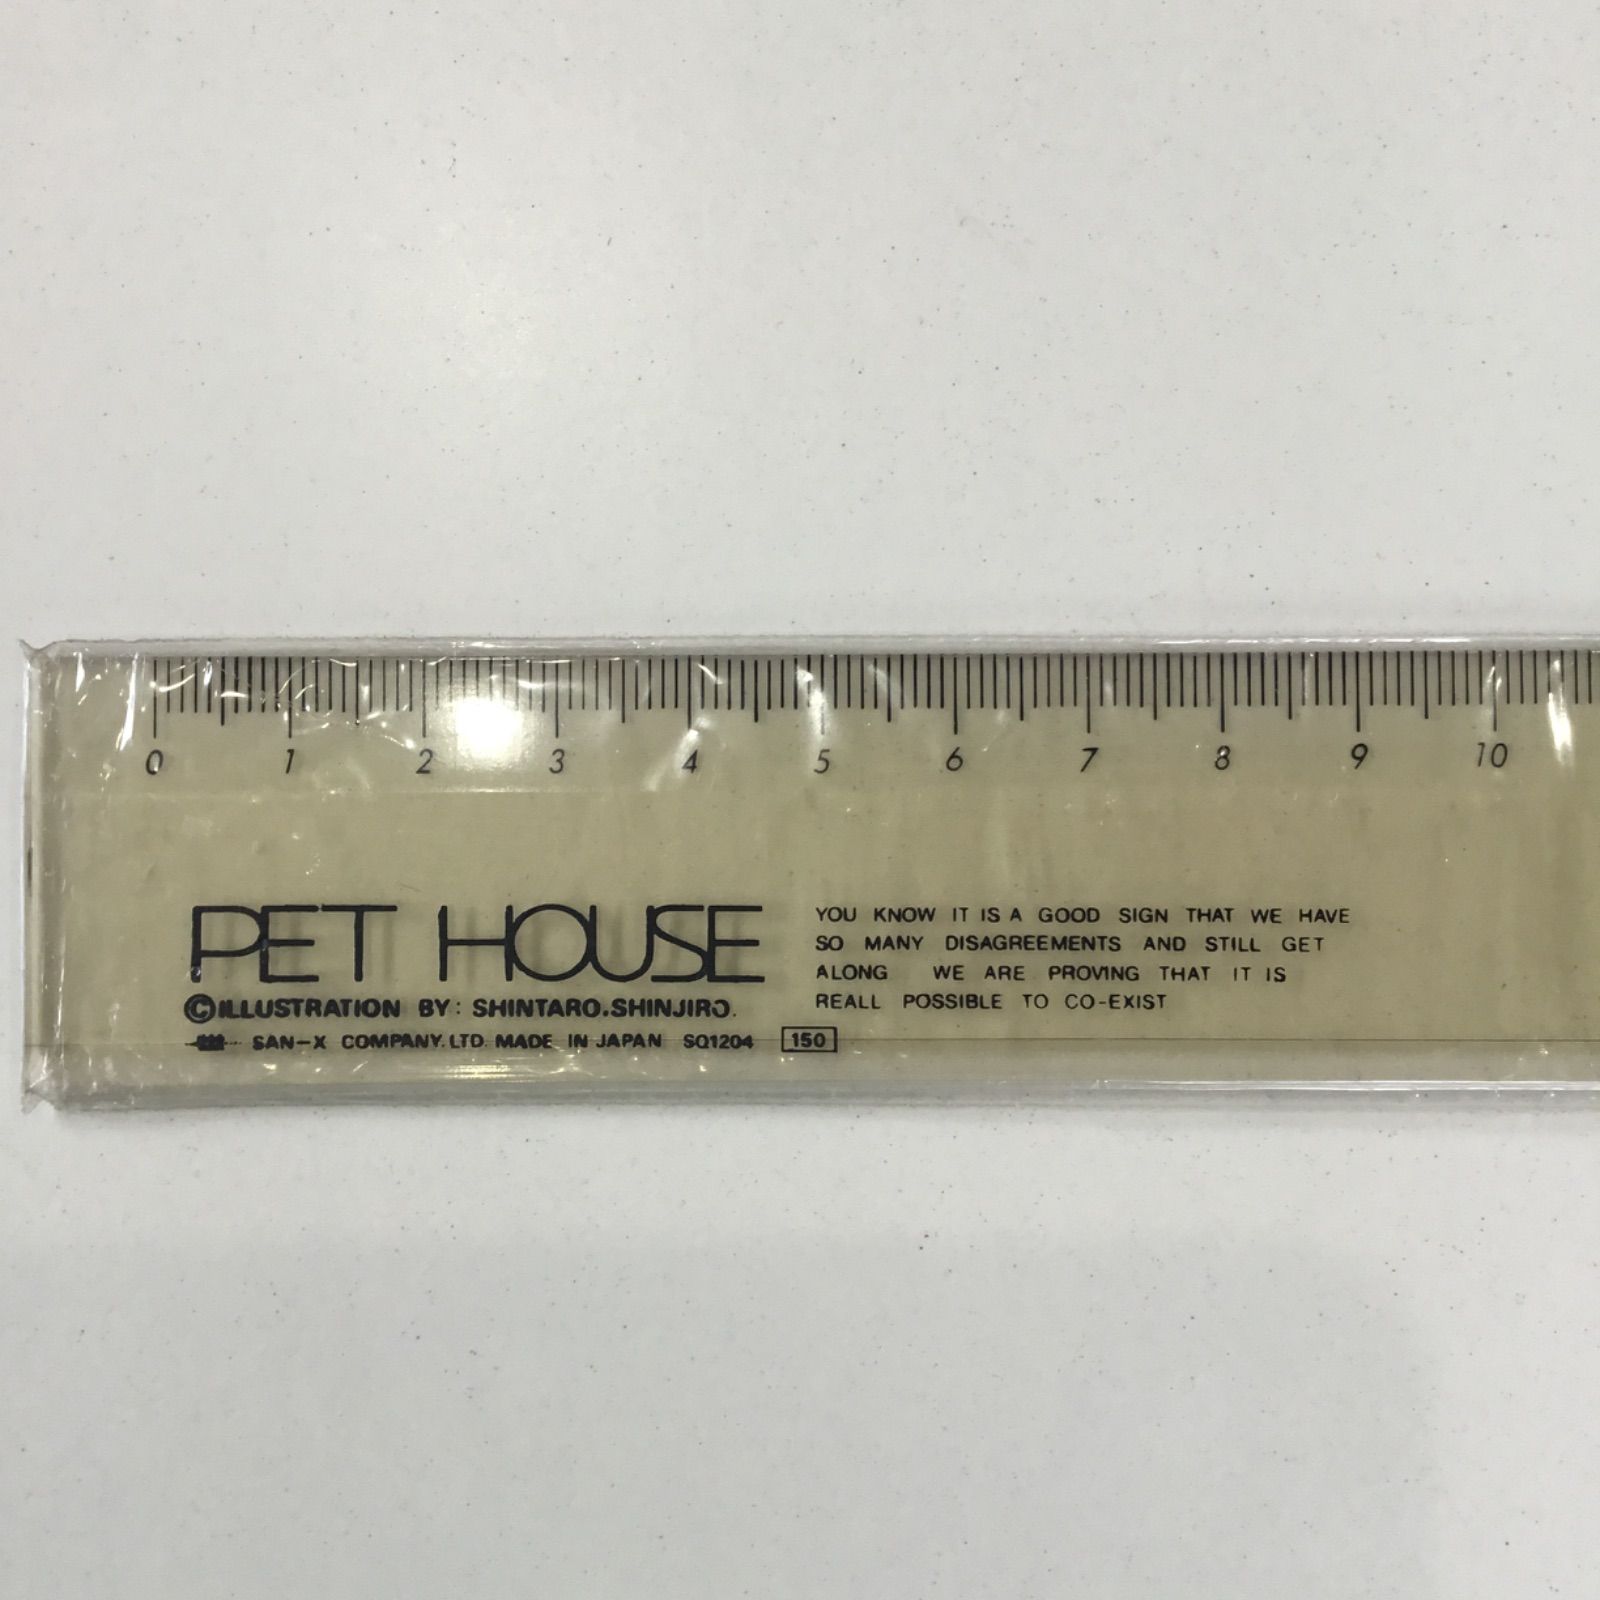 0 1 2 3 4 5 6 7 8 9 10
PET HOUSE
©ILLUSTRATION BY: SHINTARO.SHINJIRO.
SAN-X COMPANY.LTD. MADE IN JAPAN SQ1204 150
YOU KNOW IT IS A GOOD SIGN THAT WE HAVE
SO MANY DISAGREEMENTS AND STILL GET
ALONG WE ARE PROVING THAT IT IS
REALL POSSIBLE TO CO-EXIST